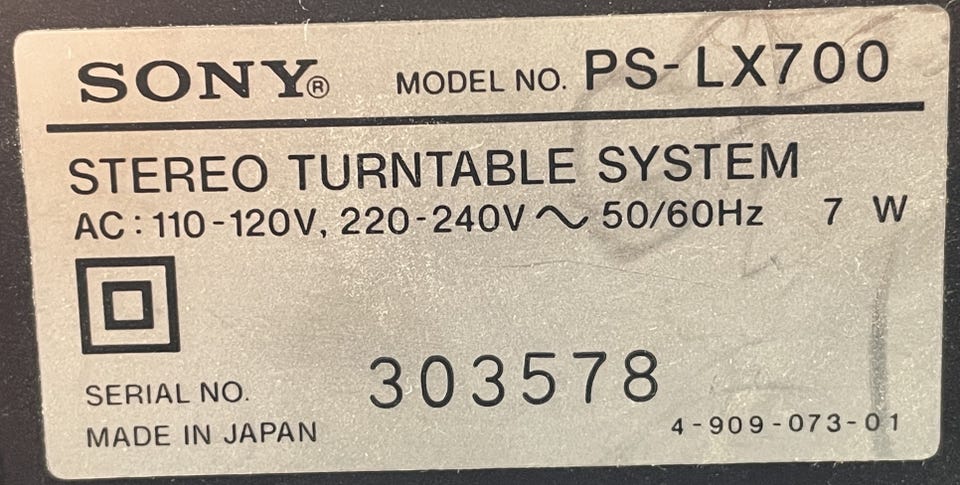 SONY® MODEL NO. PS-LX700
STEREO TURNTABLE SYSTEM
AC: 110-120V, 220-240V ~ 50/60Hz 7 W
SERIAL NO. 303578
MADE IN JAPAN 4-909-073-01